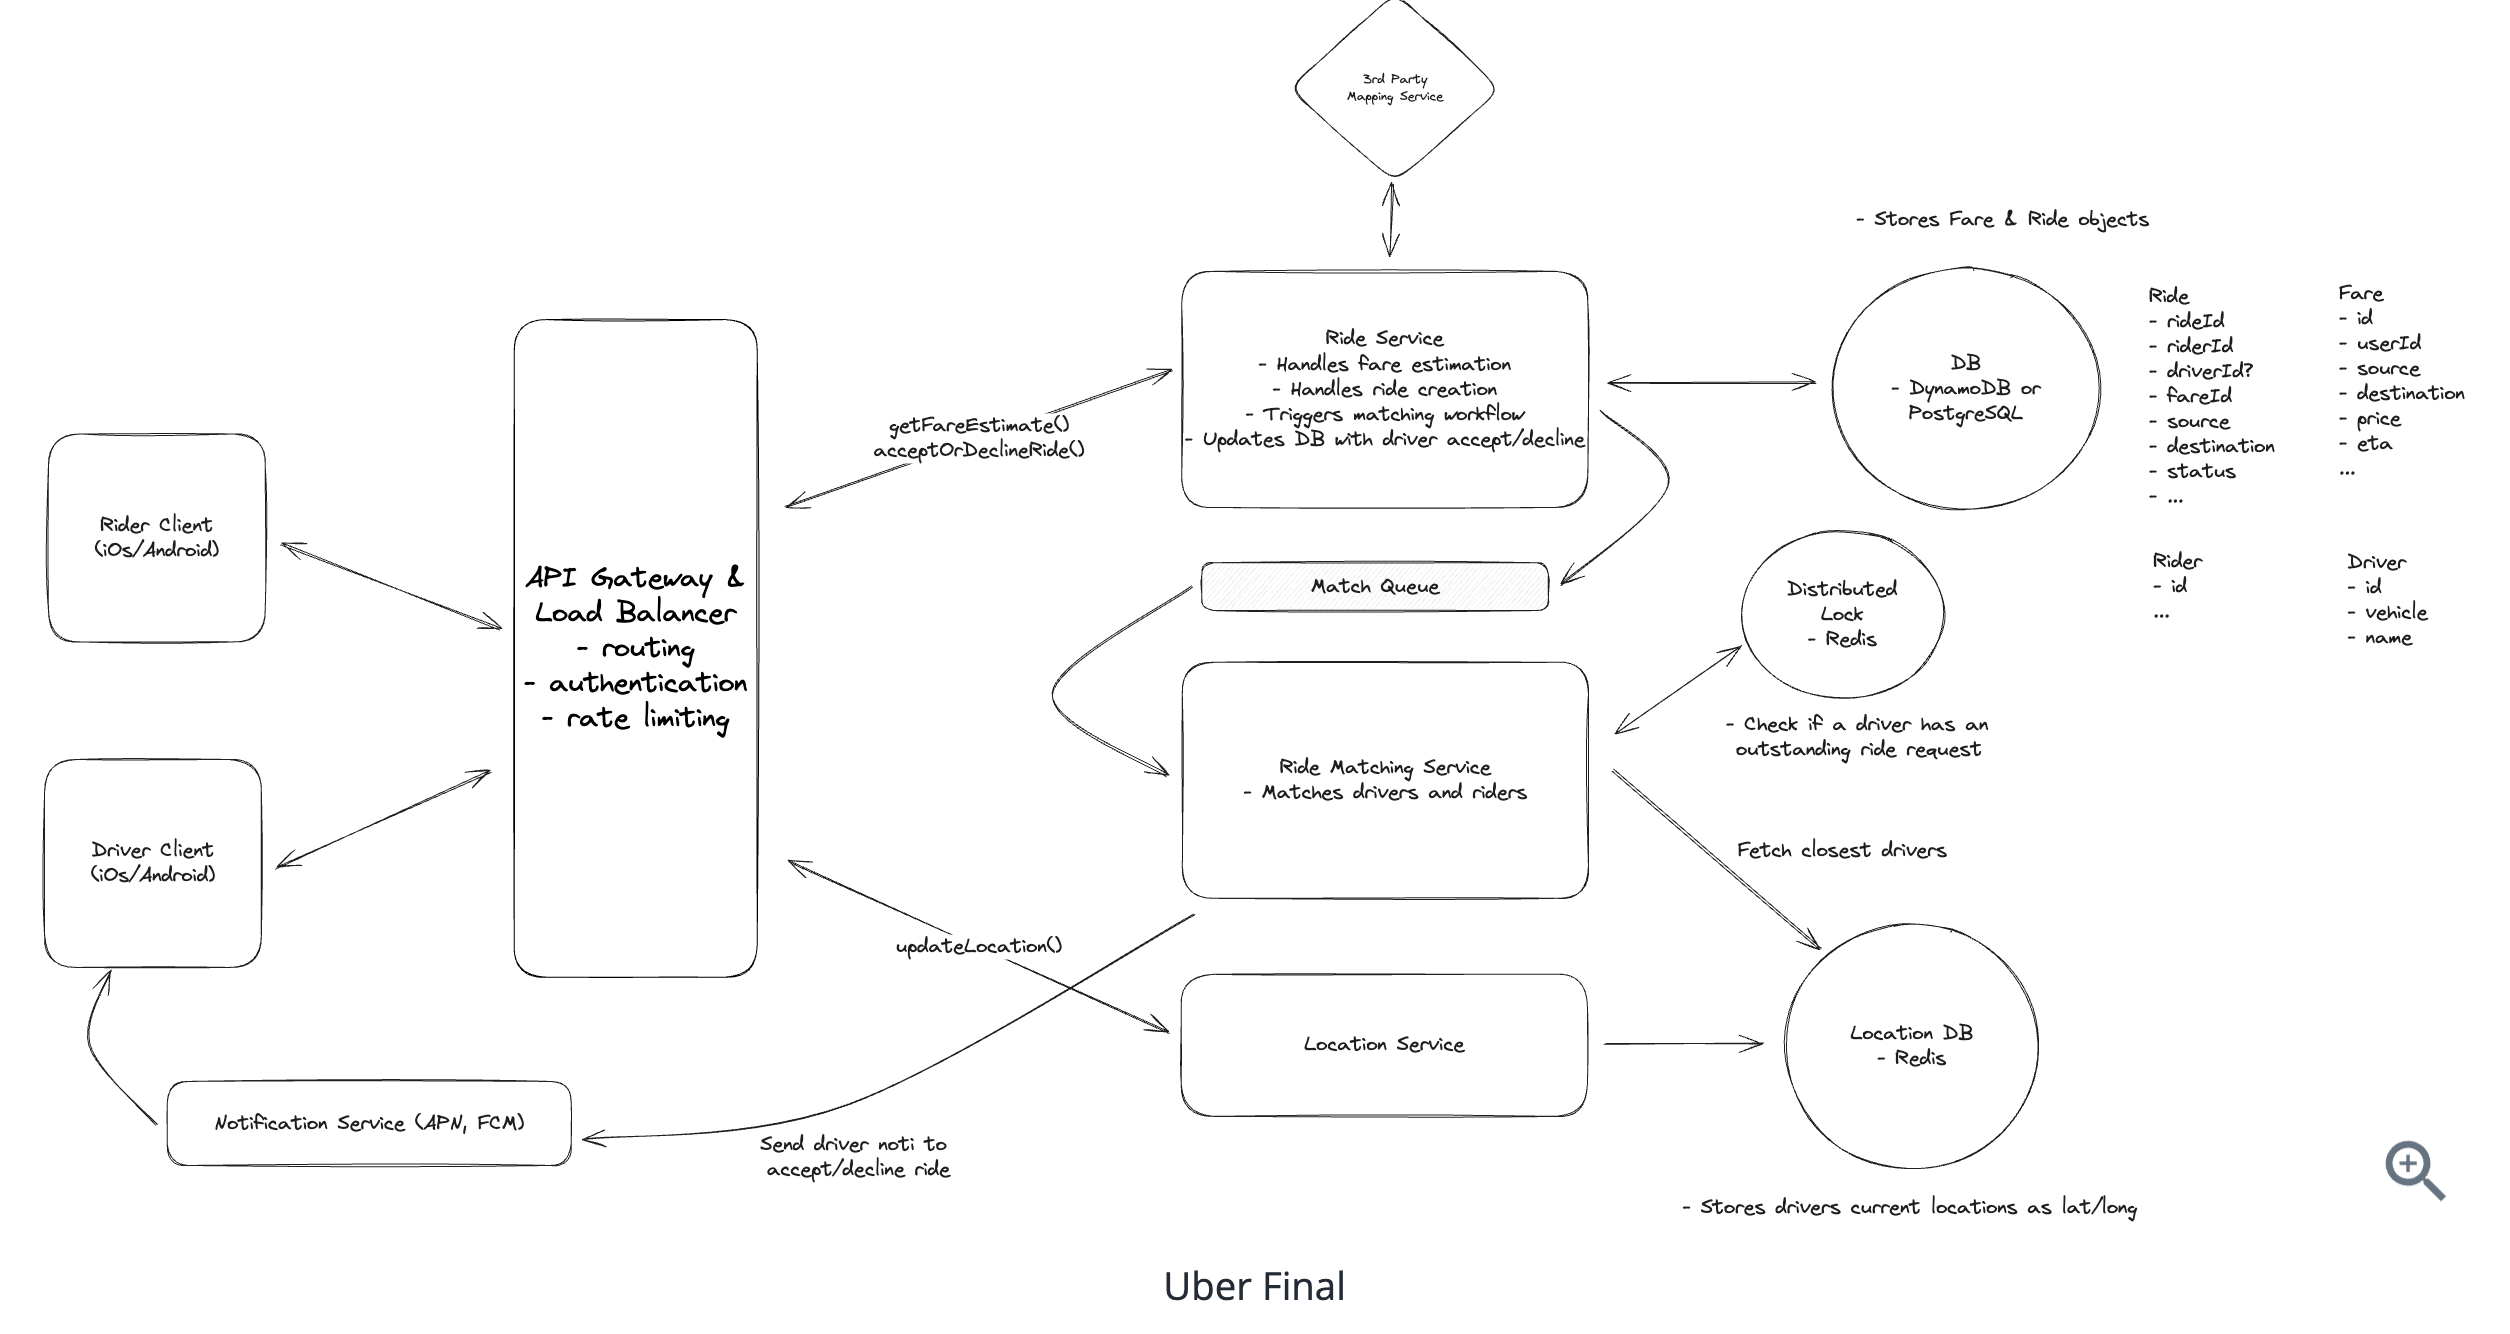 3rd Party
Mapping Service
- Stores Fare & Ride objects
Ride Service
- Handles fare estimation
- Handles ride creation
- Triggers matching workflow
- Updates DB with driver accept/decline
DB
- DynamoDB or
PostgreSQL
Ride
- rideId
- riderId
- driverId?
- fareId
- source
- destination
- status
- ...
Fare
- id
- userId
- source
- destination
- price
- eta
...
getFareEstimate()
acceptOrDeclineRide()
Rider Client
(iOs/Android)
API Gateway &
Load Balancer
- routing
- authentication
- rate limiting
Match Queue
Distributed
Lock
- Redis
Rider
- id
...
Driver
- id
- vehicle
- name
- Check if a driver has an
outstanding ride request
Ride Matching Service
- Matches drivers and riders
Driver Client
(iOs/Android)
Fetch closest drivers
updateLocation()
Location Service
Location DB
- Redis
Notification Service (APN, FCM)
Send driver noti to
accept/decline ride
- Stores drivers current locations as lat/long
Uber Final